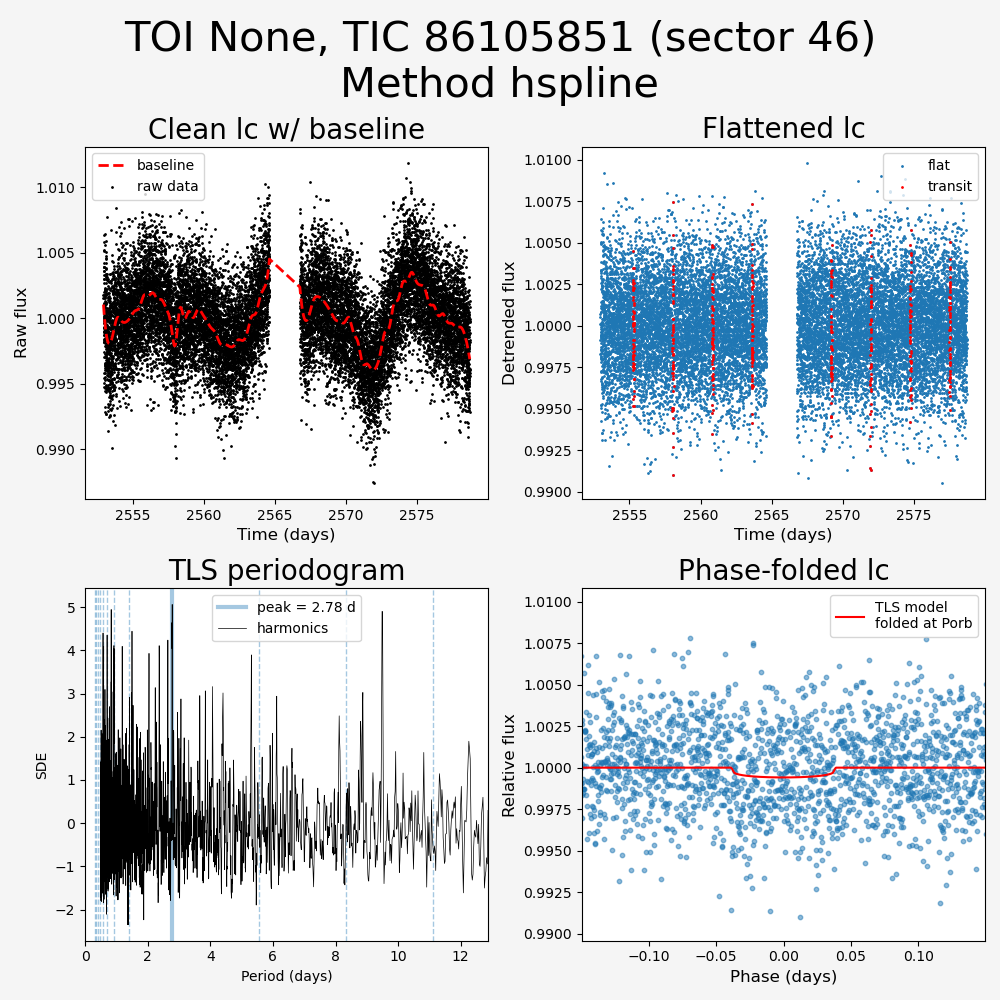 TOI None, TIC 86105851 (sector 46)
Method hspline
Clean lc w/ baseline
baseline
raw data
1.010
1.005
1.000
0.995
0.990
Raw flux
2555 2560 2565 2570 2575
Time (days)
Flattened lc
flat
transit
1.0100
1.0075
1.0050
1.0025
1.0000
0.9975
0.9950
0.9925
0.9900
Detrended flux
2555 2560 2565 2570 2575
Time (days)
TLS periodogram
peak = 2.78 d
harmonics
5
4
3
2
1
0
−1
−2
SDE
0 2 4 6 8 10 12
Period (days)
Phase-folded lc
TLS model
folded at Porb
1.0100
1.0075
1.0050
1.0025
1.0000
0.9975
0.9950
0.9925
0.9900
Relative flux
−0.10 −0.05 0.00 0.05 0.10
Phase (days)